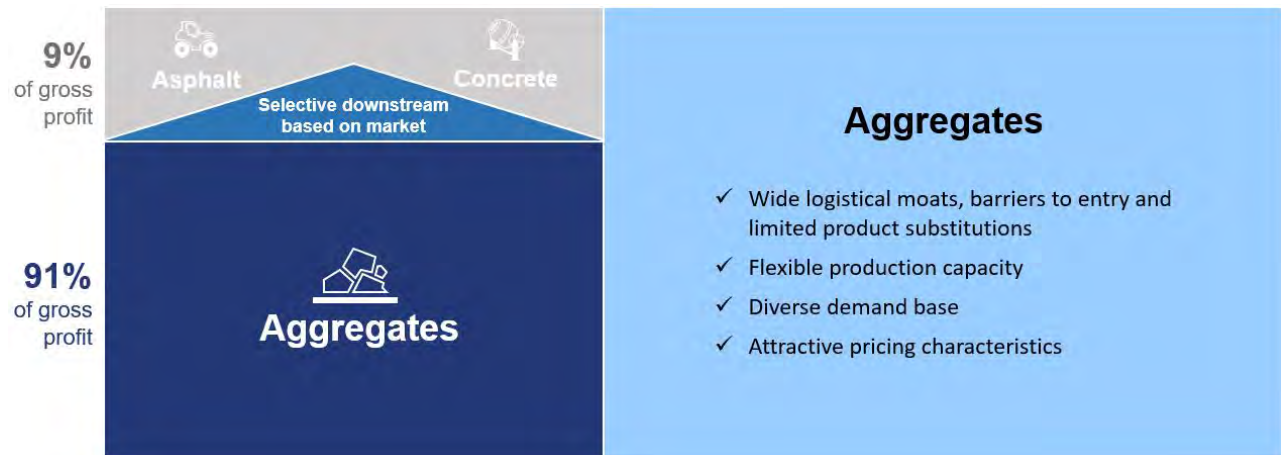 9%
of gross
profit
Asphalt
Concrete
Selective downstream
based on market
91%
of gross
profit
Aggregates
Aggregates
✓ Wide logistical moats, barriers to entry and
limited product substitutions
✓ Flexible production capacity
✓ Diverse demand base
✓ Attractive pricing characteristics